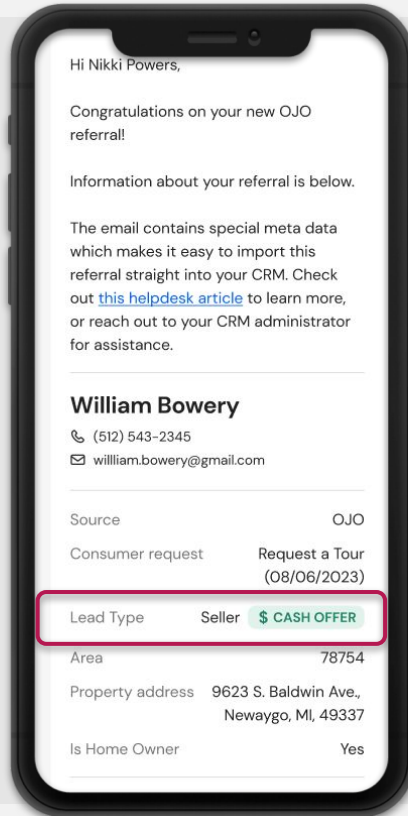 Hi Nikki Powers,
Congratulations on your new OJO
referral!
Information about your referral is below.
The email contains special meta data
which makes it easy to import this
referral straight into your CRM. Check
out this helpdesk article to learn more,
or reach out to your CRM administrator
for assistance.
William Bowery
(512) 543-2345
willliam.bowery@gmail.com
Source OJO
Consumer request Request a Tour
(08/06/2023)
Lead Type Seller $ CASH OFFER
Area 78754
Property address 9623 S. Baldwin Ave.,
Newaygo, MI, 49337
Is Home Owner Yes